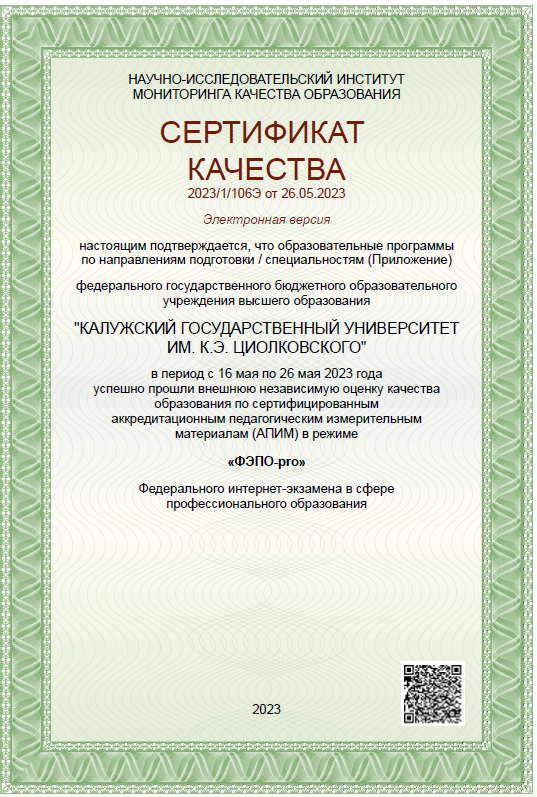 НАУЧНО-ИССЛЕДОВАТЕЛЬСКИЙ ИНСТИТУТ
МОНИТОРИНГА КАЧЕСТВА ОБРАЗОВАНИЯ
СЕРТИФИКАТ
КАЧЕСТВА
2023/1/106Э от 26.05.2023
Электронная версия
настоящим подтверждается, что образовательные программы
по направлениям подготовки / специальностям (Приложение)
федерального государственного бюджетного образовательного
учреждения высшего образования
"КАЛУЖСКИЙ ГОСУДАРСТВЕННЫЙ УНИВЕРСИТЕТ
ИМ. К.Э. ЦИОЛКОВСКОГО"
в период с 16 мая по 26 мая 2023 года
успешно прошли внешнюю независимую оценку качества
образования по сертифицированным
аккредитационным педагогическим измерительным
материалам (АПИМ) в режиме
«ФЭПО-pro»
Федерального интернет-экзамена в сфере
профессионального образования
2023